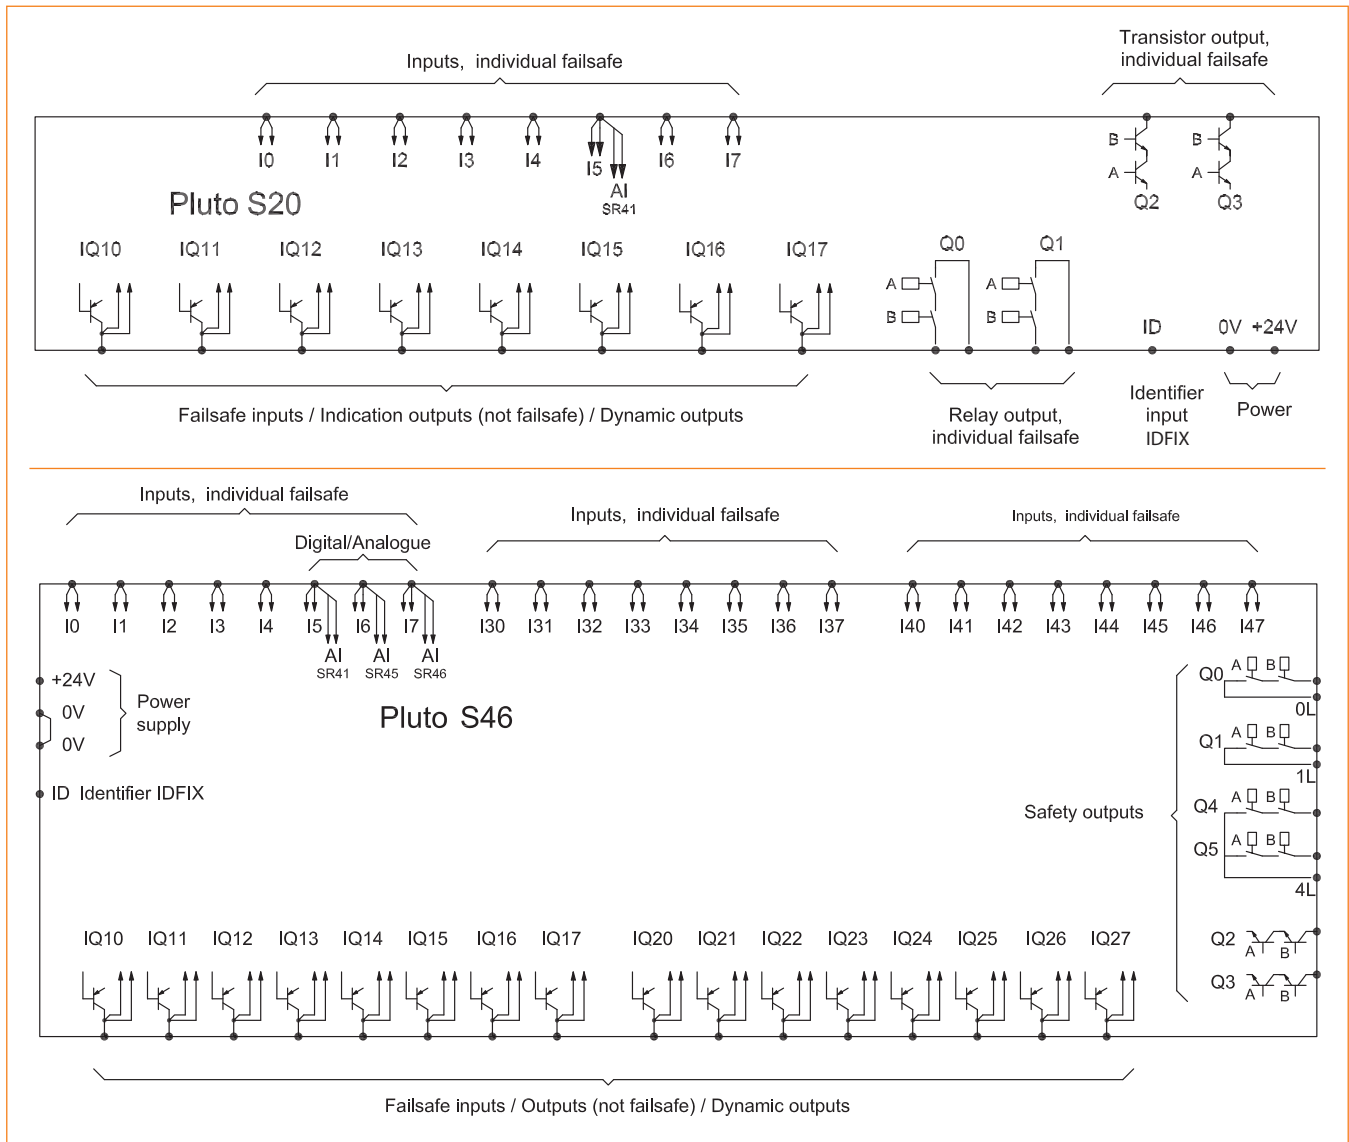 Inputs, individual failsafe
Transistor output,
individual failsafe
I0 I1 I2 I3 I4 I5 I6 I7
AI
SR41
B B
A A
Q2 Q3
Pluto S20
IQ10 IQ11 IQ12 IQ13 IQ14 IQ15 IQ16 IQ17
Q0 Q1
A A
B B
ID 0V +24V
Failsafe inputs / Indication outputs (not failsafe) / Dynamic outputs
Relay output,
individual failsafe
Identifier
input
IDFIX
Power
Inputs, individual failsafe
Digital/Analogue
Inputs, individual failsafe
Inputs, individual failsafe
I0 I1 I2 I3 I4 I5 I6 I7 I30 I31 I32 I33 I34 I35 I36 I37 I40 I41 I42 I43 I44 I45 I46 I47
AI AI AI
SR41 SR45 SR46
+24V
0V
0V
Power
supply
ID Identifier IDFIX
Pluto S46
Safety outputs
Q0 A B
0L
Q1 A B
1L
Q4 A B
Q5 A B
4L
Q2 A B
Q3 A B
IQ10 IQ11 IQ12 IQ13 IQ14 IQ15 IQ16 IQ17 IQ20 IQ21 IQ22 IQ23 IQ24 IQ25 IQ26 IQ27
Failsafe inputs / Outputs (not failsafe) / Dynamic outputs